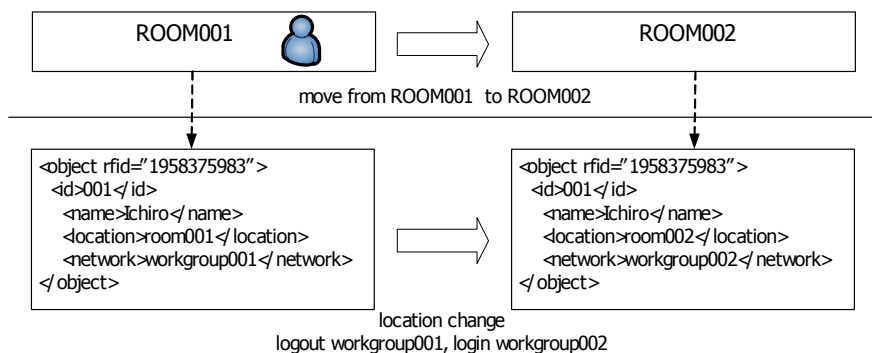 ROOM001
ROOM002
move from ROOM001 to ROOM002
<object rfid="1958375983">
<id>001</id>
<name>Ichiro</name>
<location>room001</location>
<network>workgroup001</network>
</object>
<object rfid="1958375983">
<id>001</id>
<name>Ichiro</name>
<location>room002</location>
<network>workgroup002</network>
</object>
location change
logout workgroup001, login workgroup002